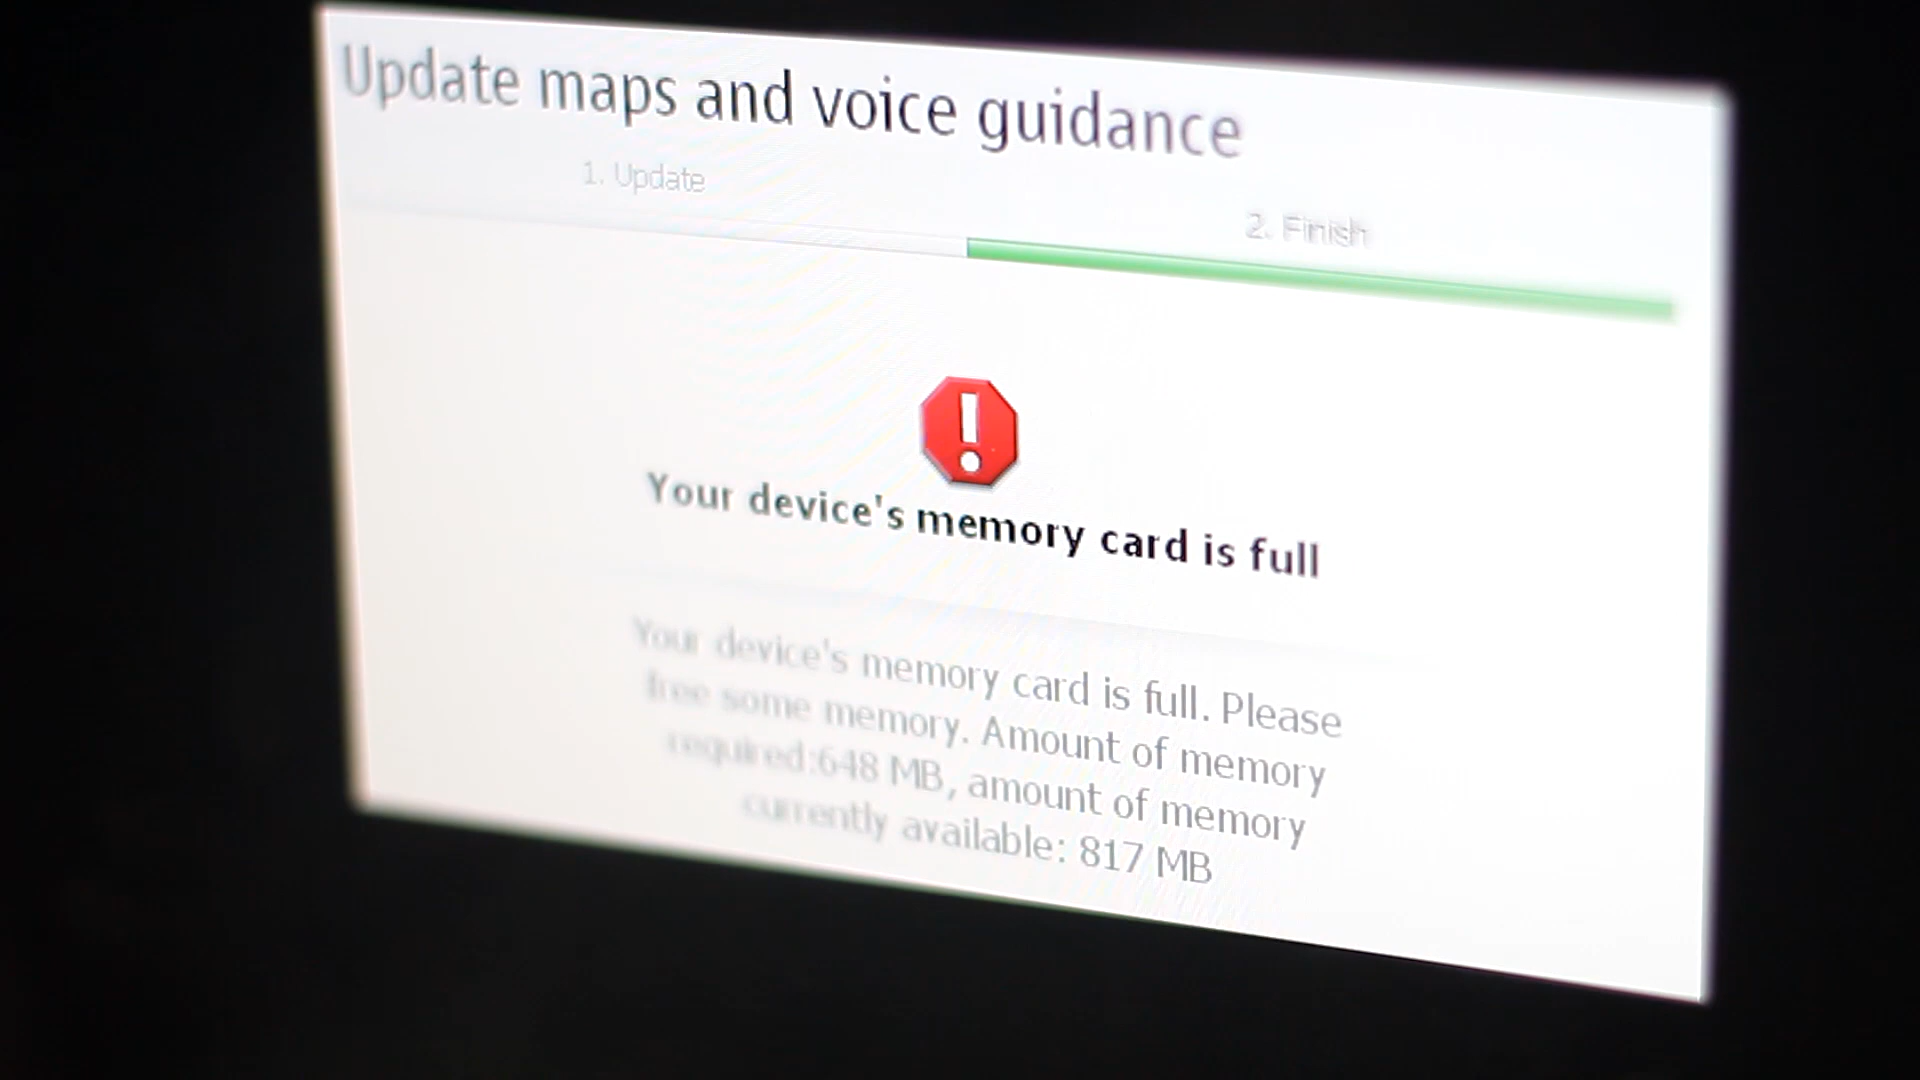 Update maps and voice guidance
1. Update
2. Finish
Your device's memory card is full
Your device's memory card is full. Please
free some memory. Amount of memory
required:648 MB, amount of memory
currently available: 817 MB